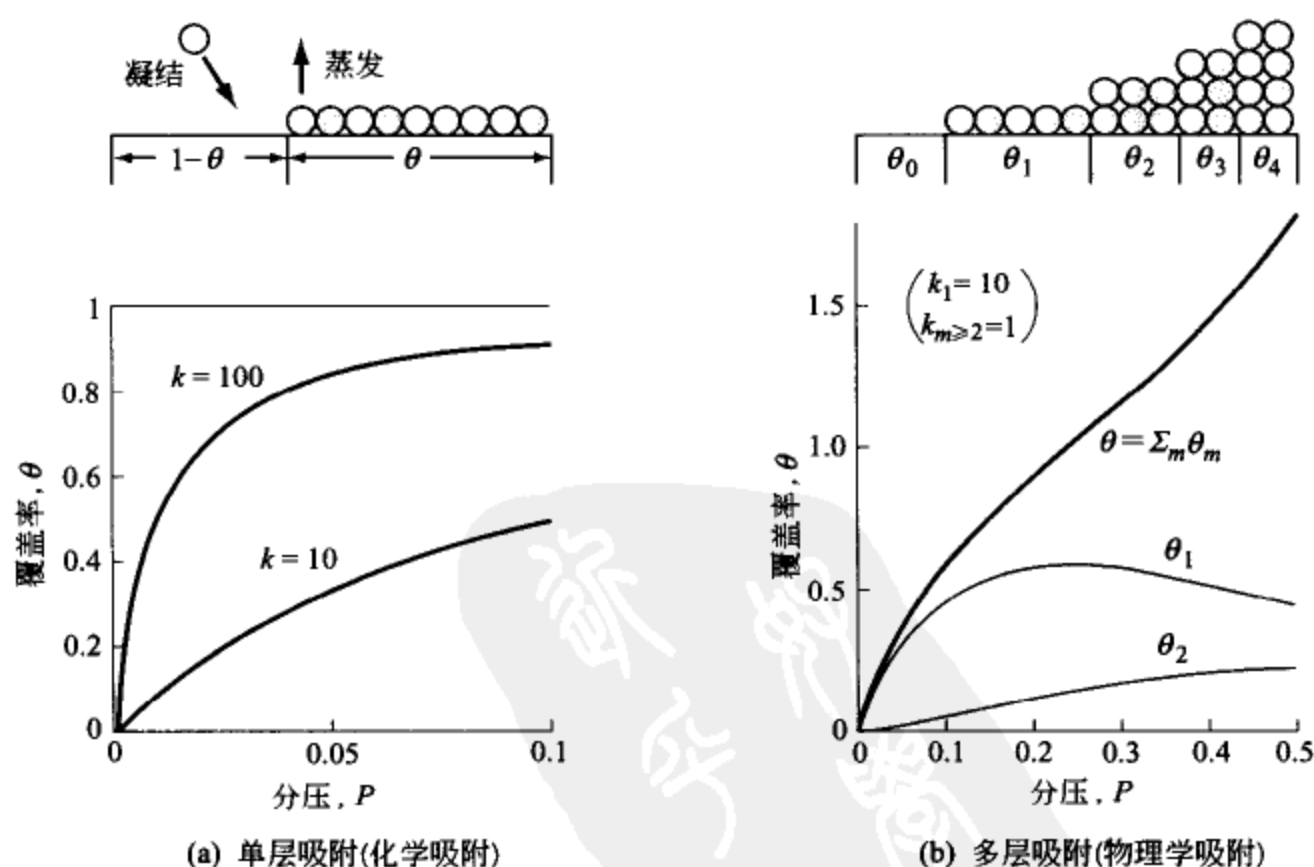 凝结
蒸发
1−θ
θ
1
0.8
0.6
0.4
0.2
0
k = 100
k = 10
覆盖率, θ
0
0.05
0.1
分压, P
(a) 单层吸附(化学吸附)
θ₀
θ₁
θ₂
θ₃
θ₄
1.5
1.0
0.5
0
k₁ = 10
kₘ⩾₂=1
θ=Σₘθₘ
θ₁
θ₂
覆盖率, θ
0
0.1
0.2
0.3
0.4
0.5
分压, P
(b) 多层吸附(物理学吸附)